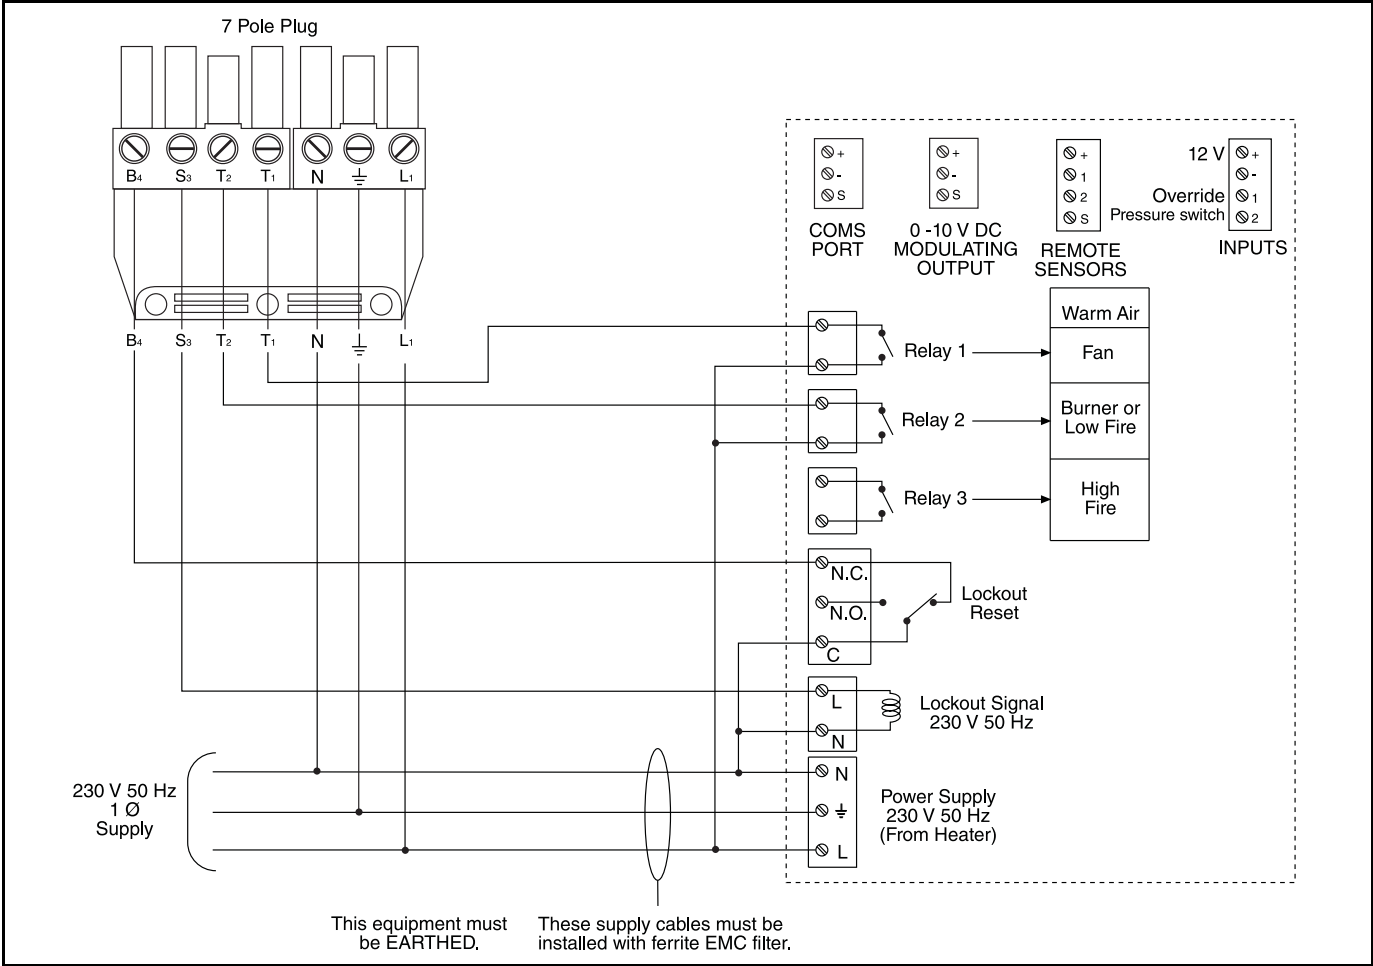 7 Pole Plug
B4 S3 T2 T1 N L1
B4 S3 T2 T1 N L1
+
-
S
COMS
PORT
+
-
S
0 -10 V DC
MODULATING
OUTPUT
+
1
2
S
REMOTE
SENSORS
12 V +
-
Override 1
Pressure switch 2
INPUTS
Warm Air
Relay 1
Fan
Relay 2
Burner or
Low Fire
Relay 3
High
Fire
N.C.
N.O.
C
Lockout
Reset
L
N
Lockout Signal
230 V 50 Hz
N
L
Power Supply
230 V 50 Hz
(From Heater)
230 V 50 Hz
1 Ø
Supply
This equipment must
be EARTHED.
These supply cables must be
installed with ferrite EMC filter.